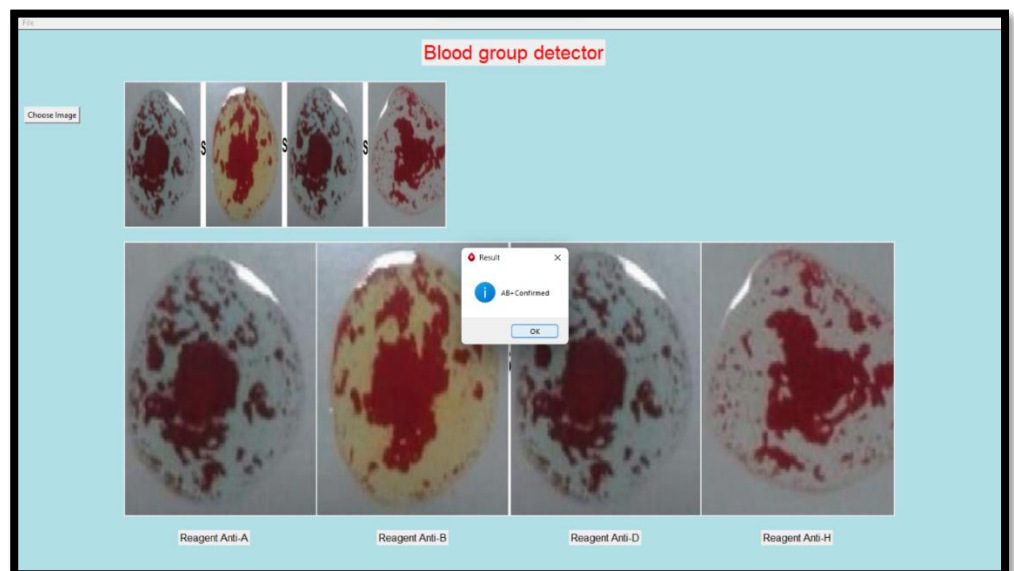 File
Blood group detector
Choose Image
$ $ $
Result
AB+Confirmed
OK
Reagent Anti-A
Reagent Anti-B
Reagent Anti-D
Reagent Anti-H